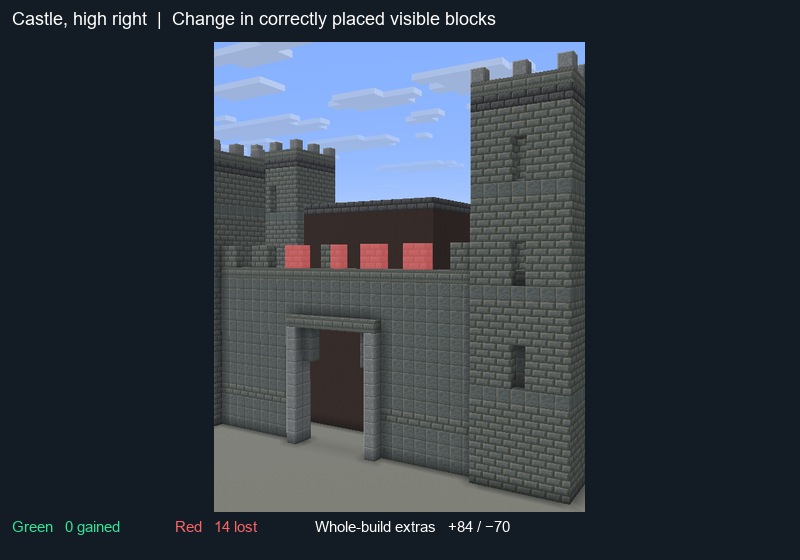 Castle, high right | Change in correctly placed visible blocks
Green 0 gained Red 14 lost Whole-build extras +84 / −70